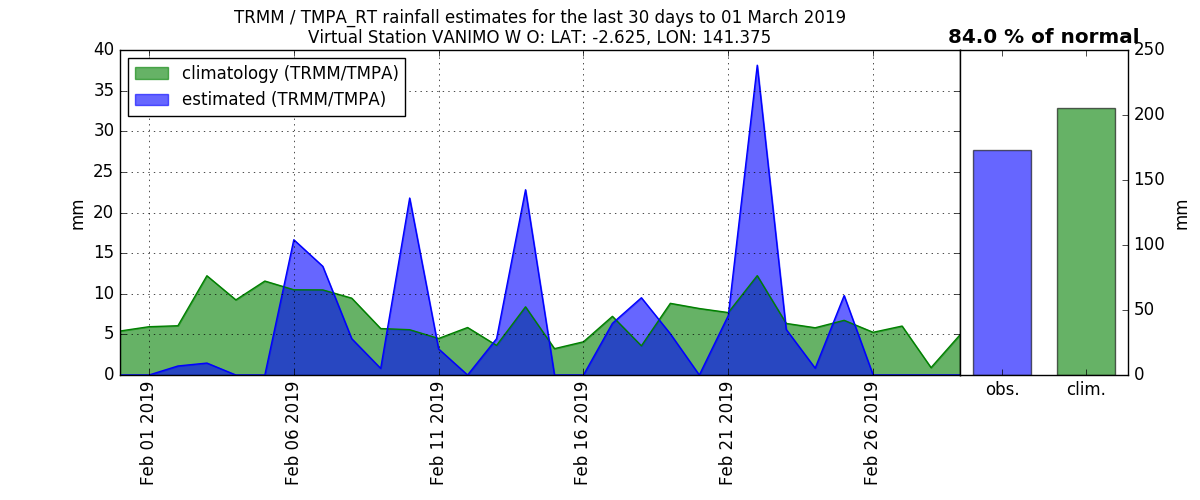 TRMM / TMPA_RT rainfall estimates for the last 30 days to 01 March 2019
Virtual Station VANIMO W O: LAT: -2.625, LON: 141.375
84.0 % of normal
climatology (TRMM/TMPA)
estimated (TRMM/TMPA)
40
35
30
25
20
15
10
5
0
mm
Feb 01 2019
Feb 06 2019
Feb 11 2019
Feb 16 2019
Feb 21 2019
Feb 26 2019
250
200
150
100
50
0
mm
obs.
clim.